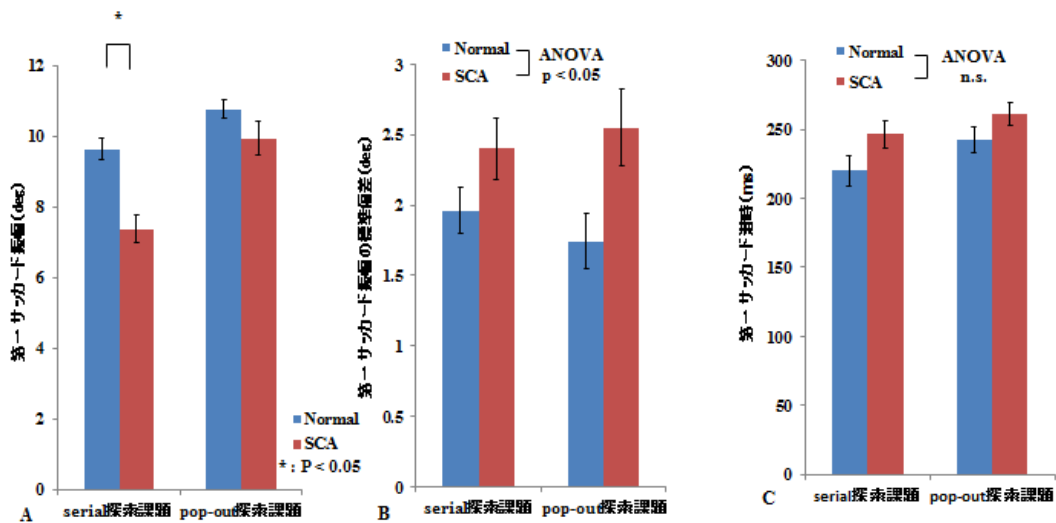 *
12
10
8
6
4
2
0
第一サッカード振幅(deg)
Normal
SCA
* : P < 0.05
serial探索課題
pop-out探索課題
A
Normal
SCA
ANOVA
p < 0.05
3
2.5
2
1.5
1
0.5
0
第一サッカード振幅の標準偏差(deg)
serial探索課題
pop-out探索課題
B
Normal
SCA
ANOVA
n.s.
300
250
200
150
100
50
0
第一サッカード潜時(ms)
serial探索課題
pop-out探索課題
C